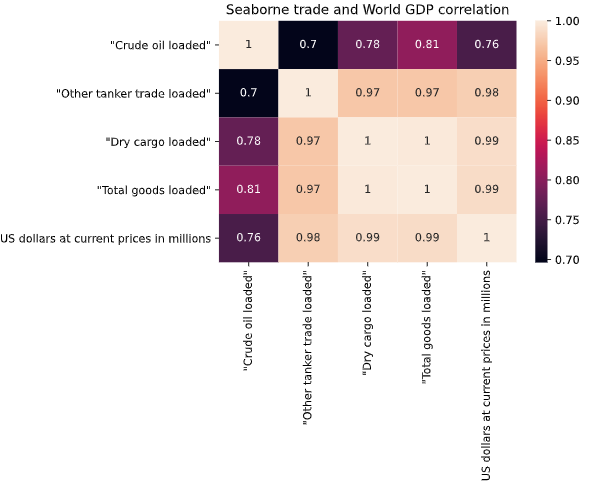 Seaborne trade and World GDP correlation
"Crude oil loaded" 1 0.7 0.78 0.81 0.76
"Other tanker trade loaded" 0.7 1 0.97 0.97 0.98
"Dry cargo loaded" 0.78 0.97 1 1 0.99
"Total goods loaded" 0.81 0.97 1 1 0.99
US dollars at current prices in millions 0.76 0.98 0.99 0.99 1
"Crude oil loaded"
"Other tanker trade loaded"
"Dry cargo loaded"
"Total goods loaded"
US dollars at current prices in millions
1.00
0.95
0.90
0.85
0.80
0.75
0.70